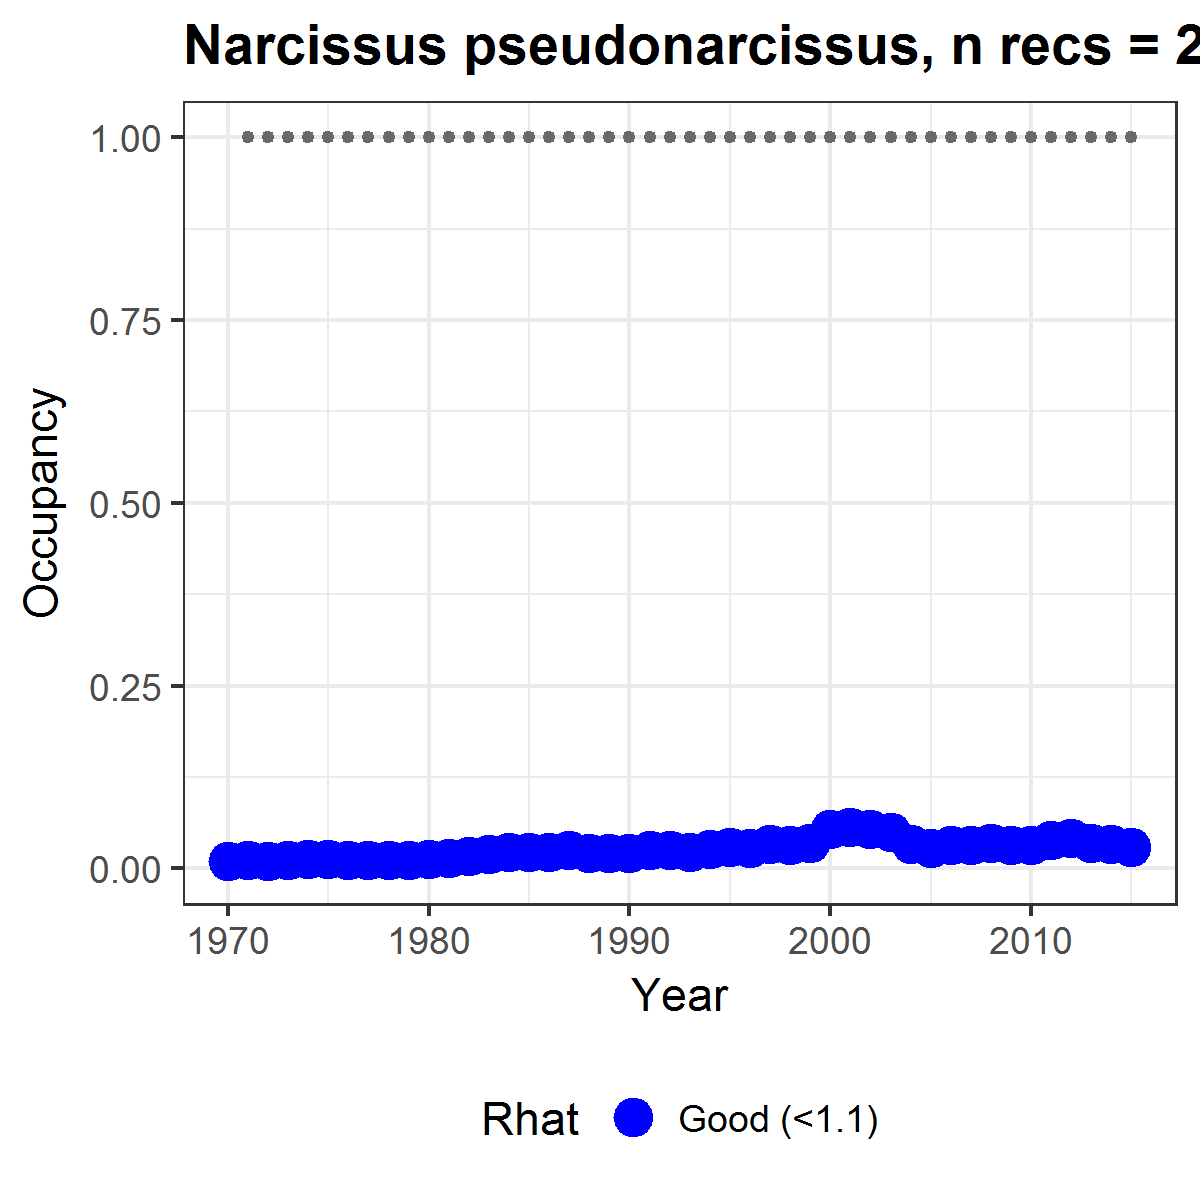 Narcissus pseudonarcissus, n recs = 2
1.00
0.75
0.50
0.25
0.00
Occupancy
1970 1980 1990 2000 2010
Year
Rhat Good (<1.1)